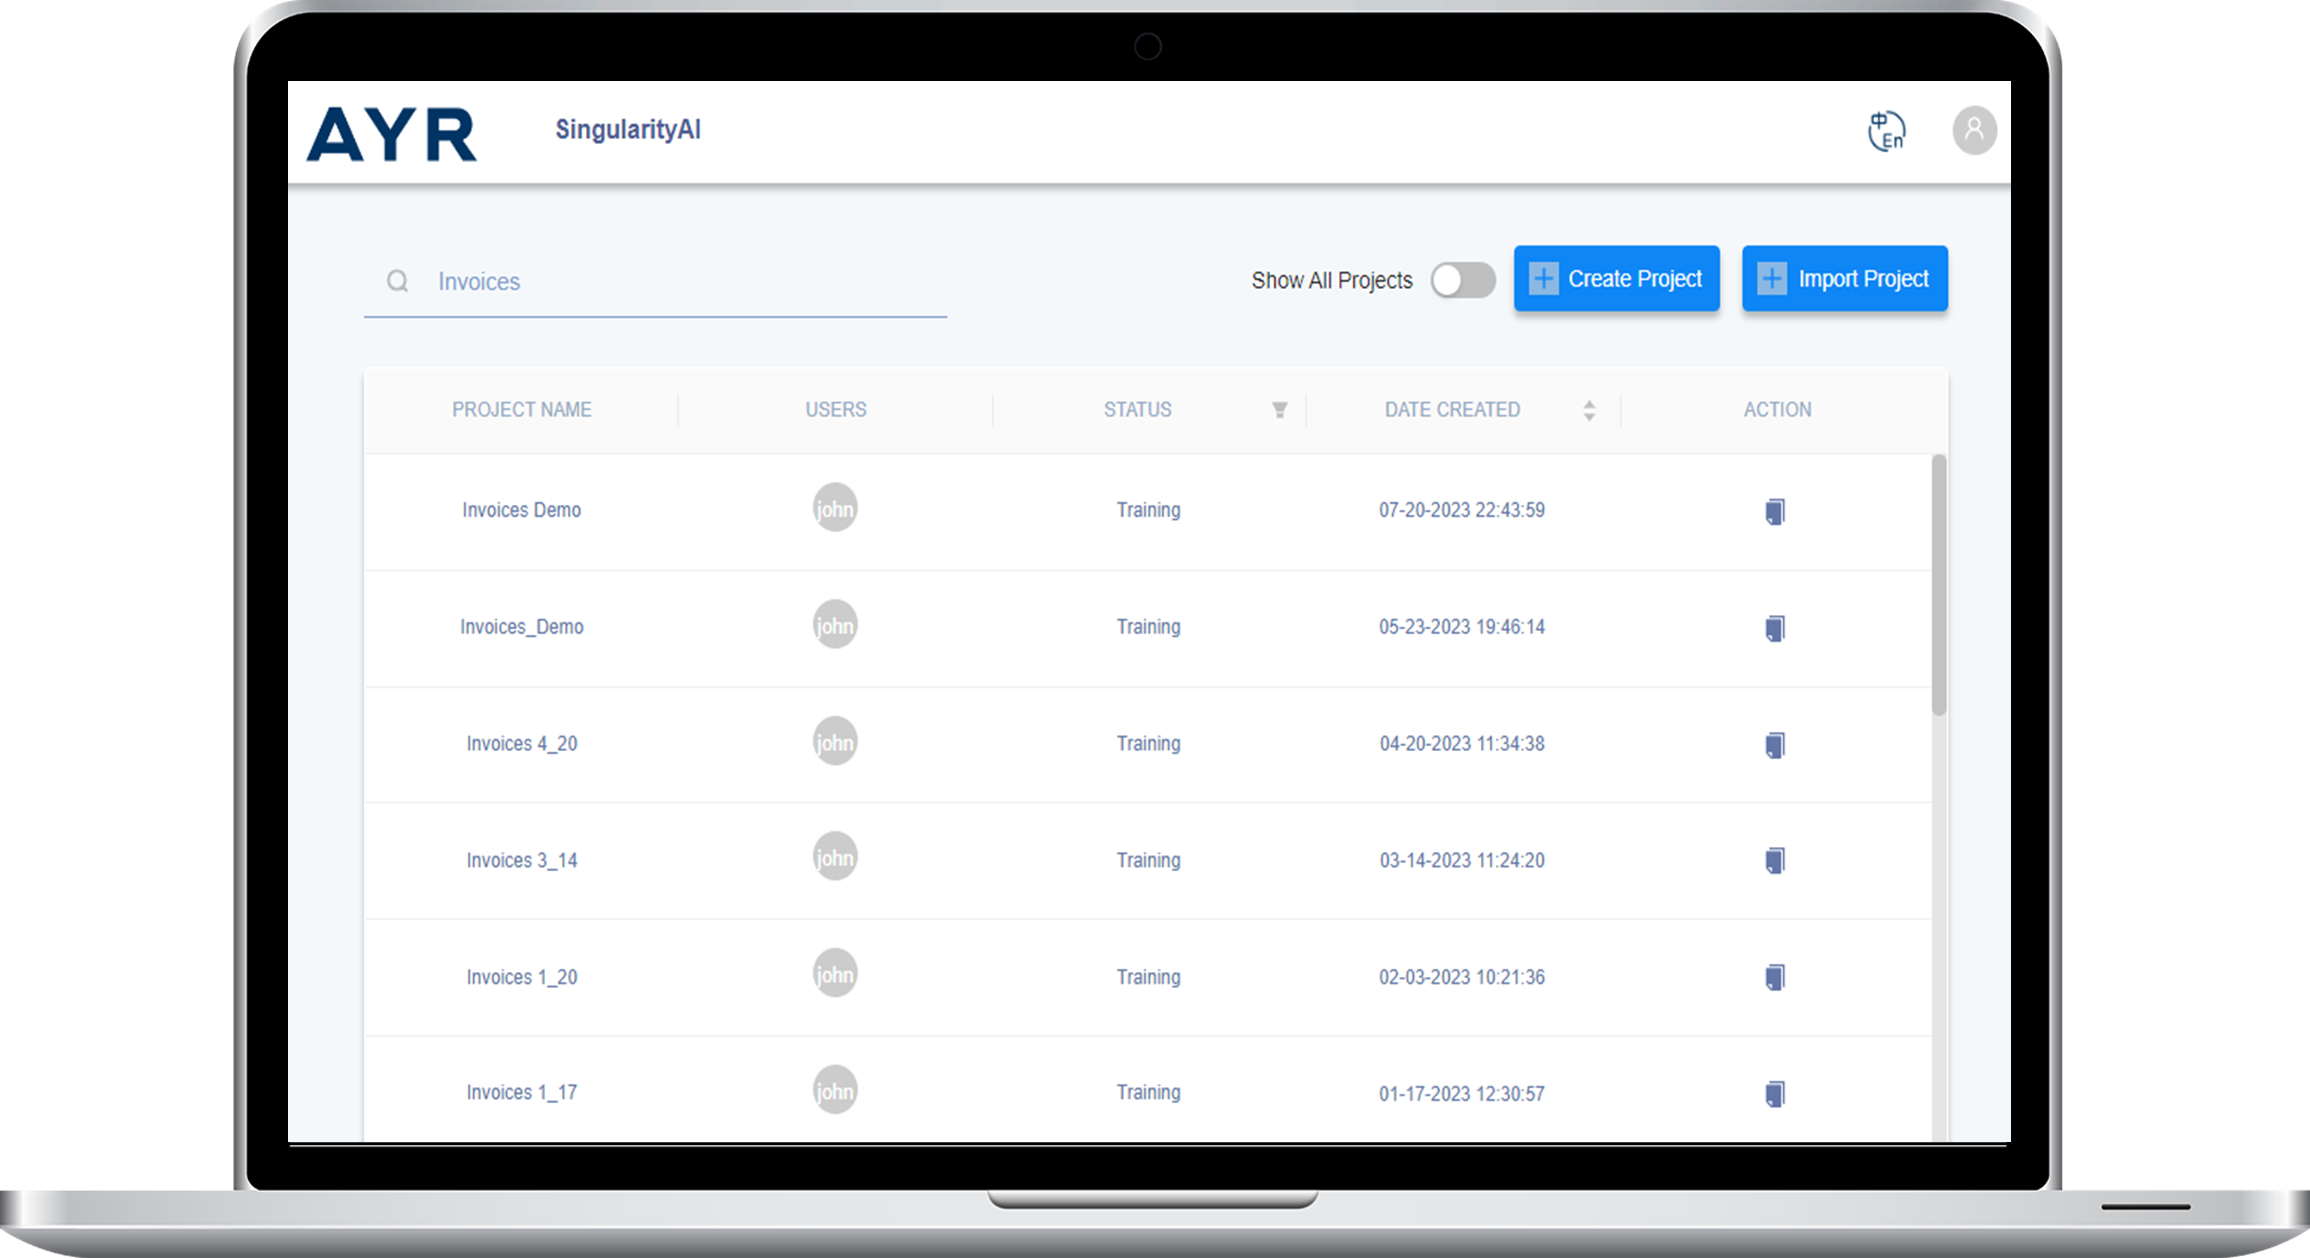 AYR
SingularityAI
中
En
Invoices
Show All Projects
Create Project
Import Project
PROJECT NAME USERS STATUS DATE CREATED ACTION
Invoices Demo john Training 07-20-2023 22:43:59
Invoices_Demo john Training 05-23-2023 19:46:14
Invoices 4_20 john Training 04-20-2023 11:34:38
Invoices 3_14 john Training 03-14-2023 11:24:20
Invoices 1_20 john Training 02-03-2023 10:21:36
Invoices 1_17 john Training 01-17-2023 12:30:57